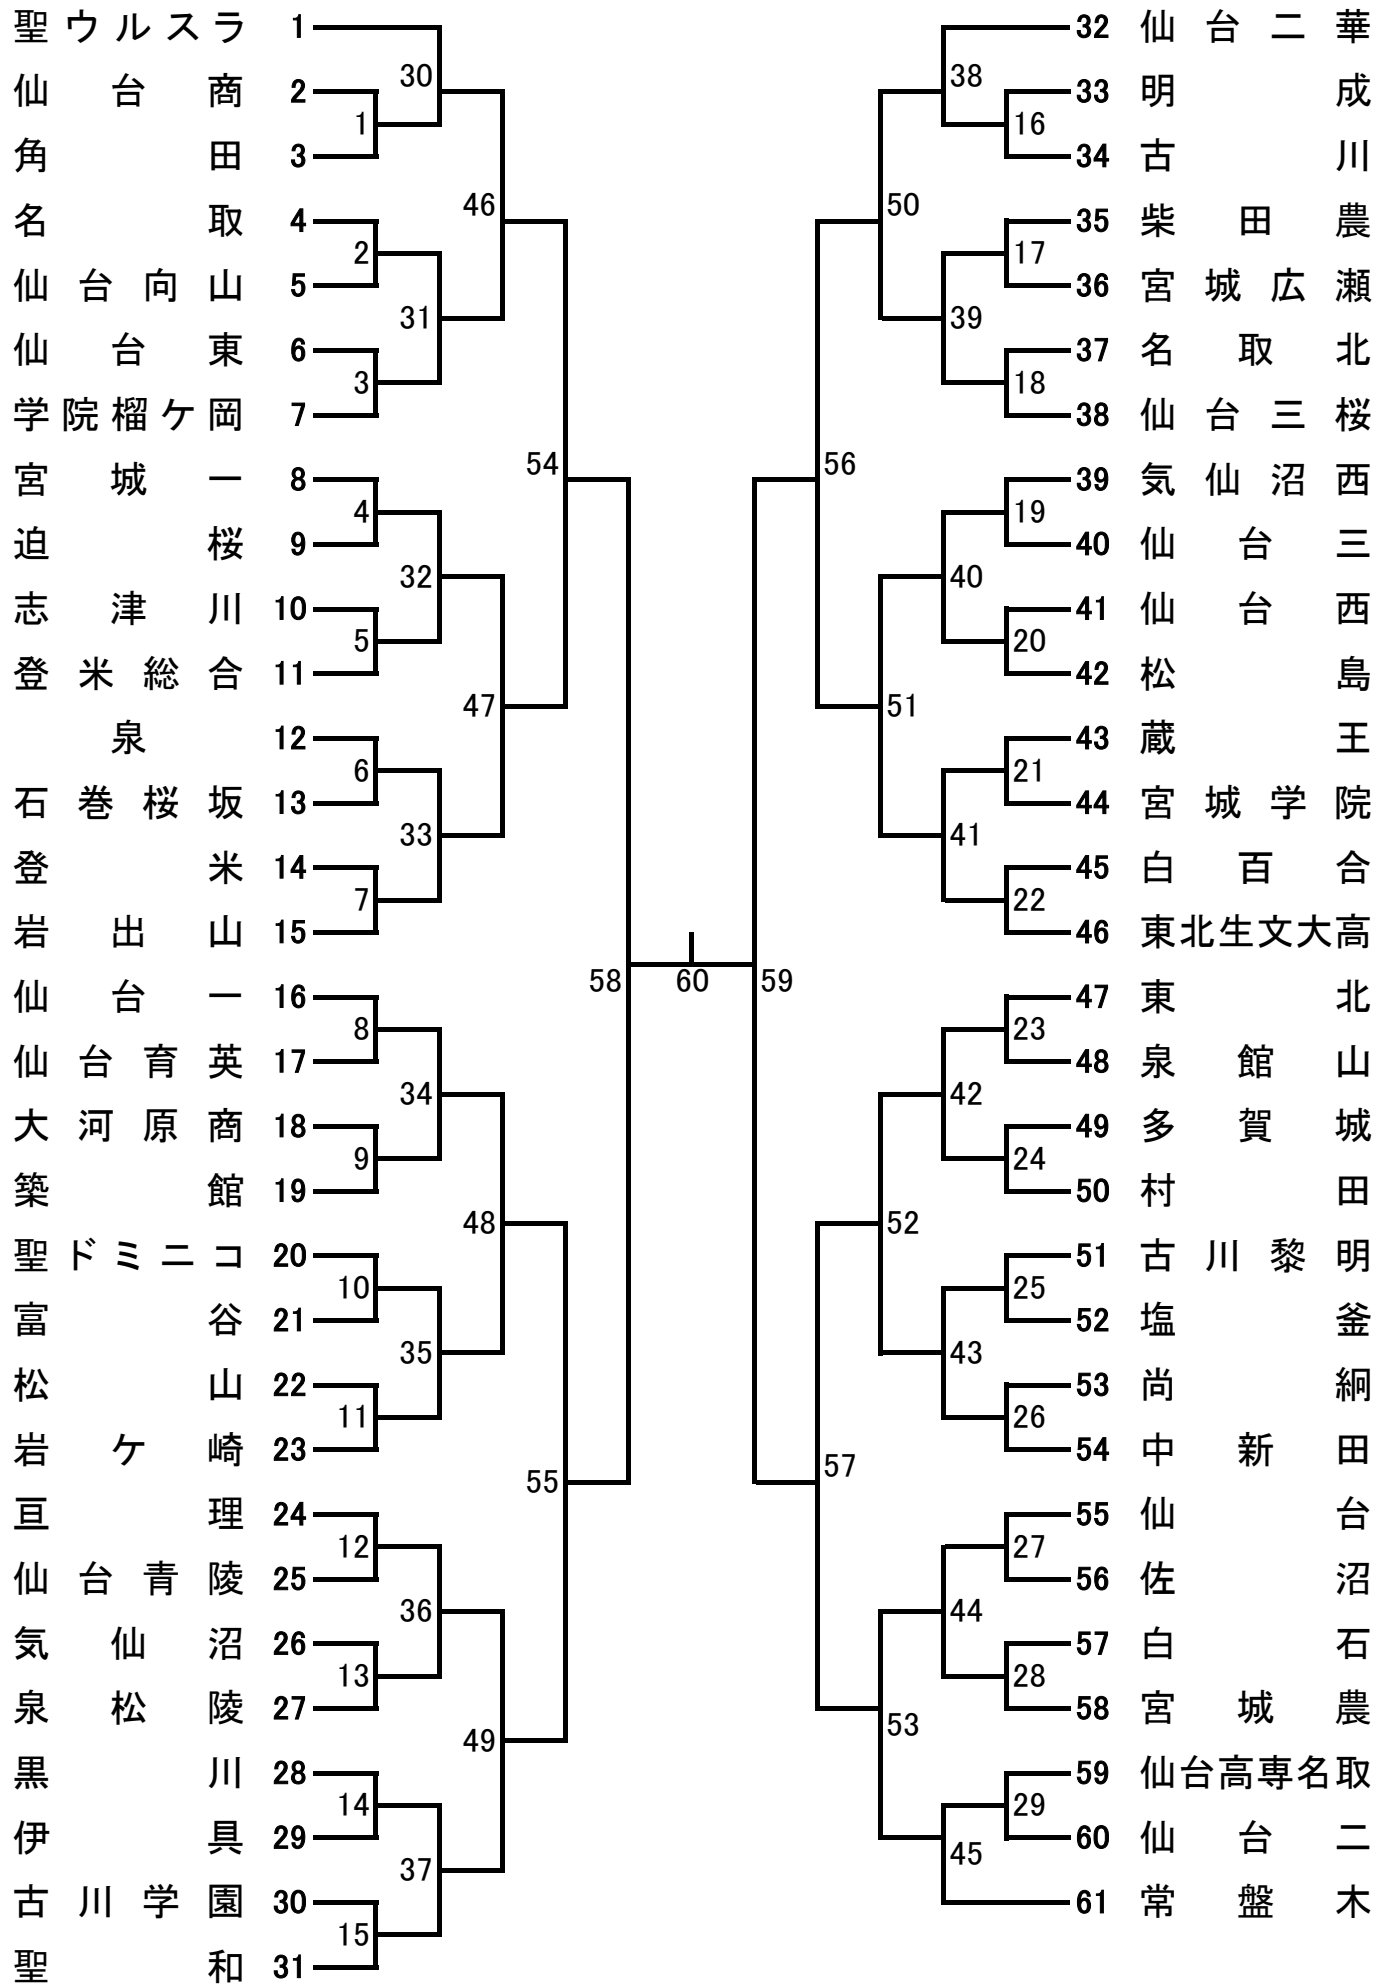 聖ウルスラ 1
仙台商 2
角田 3
名取 4
仙台向山 5
仙台東 6
学院榴ケ岡 7
宮城一 8
迫桜 9
志津川 10
登米総合 11
泉 12
石巻桜坂 13
登米 14
岩出山 15
仙台一 16
仙台育英 17
大河原商 18
築館 19
聖ドミニコ 20
富谷 21
松山 22
岩ケ崎 23
亘理 24
仙台青陵 25
気仙沼 26
泉松陵 27
黒川 28
伊具 29
古川学園 30
聖和 31
1
2
3
4
5
6
7
8
9
10
11
12
13
14
15
30
31
32
33
34
35
36
37
46
47
48
49
54
55
58
60
59
56
57
50
51
52
53
38
39
40
41
42
43
44
45
16
17
18
19
20
21
22
23
24
25
26
27
28
29
32 仙台二華
33 明成
34 古川
35 柴田農
36 宮城広瀬
37 名取北
38 仙台三桜
39 気仙沼西
40 仙台三
41 仙台西
42 松島
43 蔵王
44 宮城学院
45 白百合
46 東北生文大高
47 東北
48 泉館山
49 多賀城
50 村田
51 古川黎明
52 塩釜
53 尚絅
54 中新田
55 仙台
56 佐沼
57 白石
58 宮城農
59 仙台高専名取
60 仙台二
61 常盤木